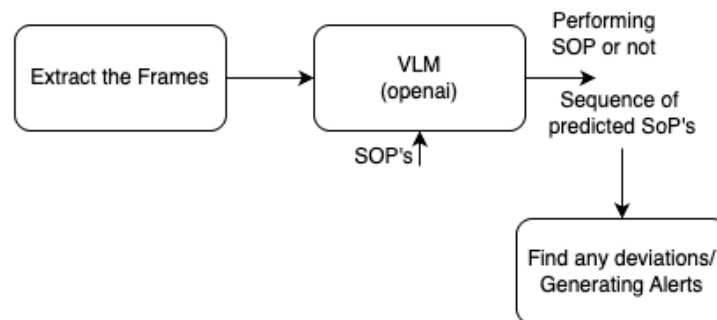 Extract the Frames
VLM
(openai)
SOP's
Performing
SOP or not
Sequence of
predicted SoP's
Find any deviations/
Generating Alerts